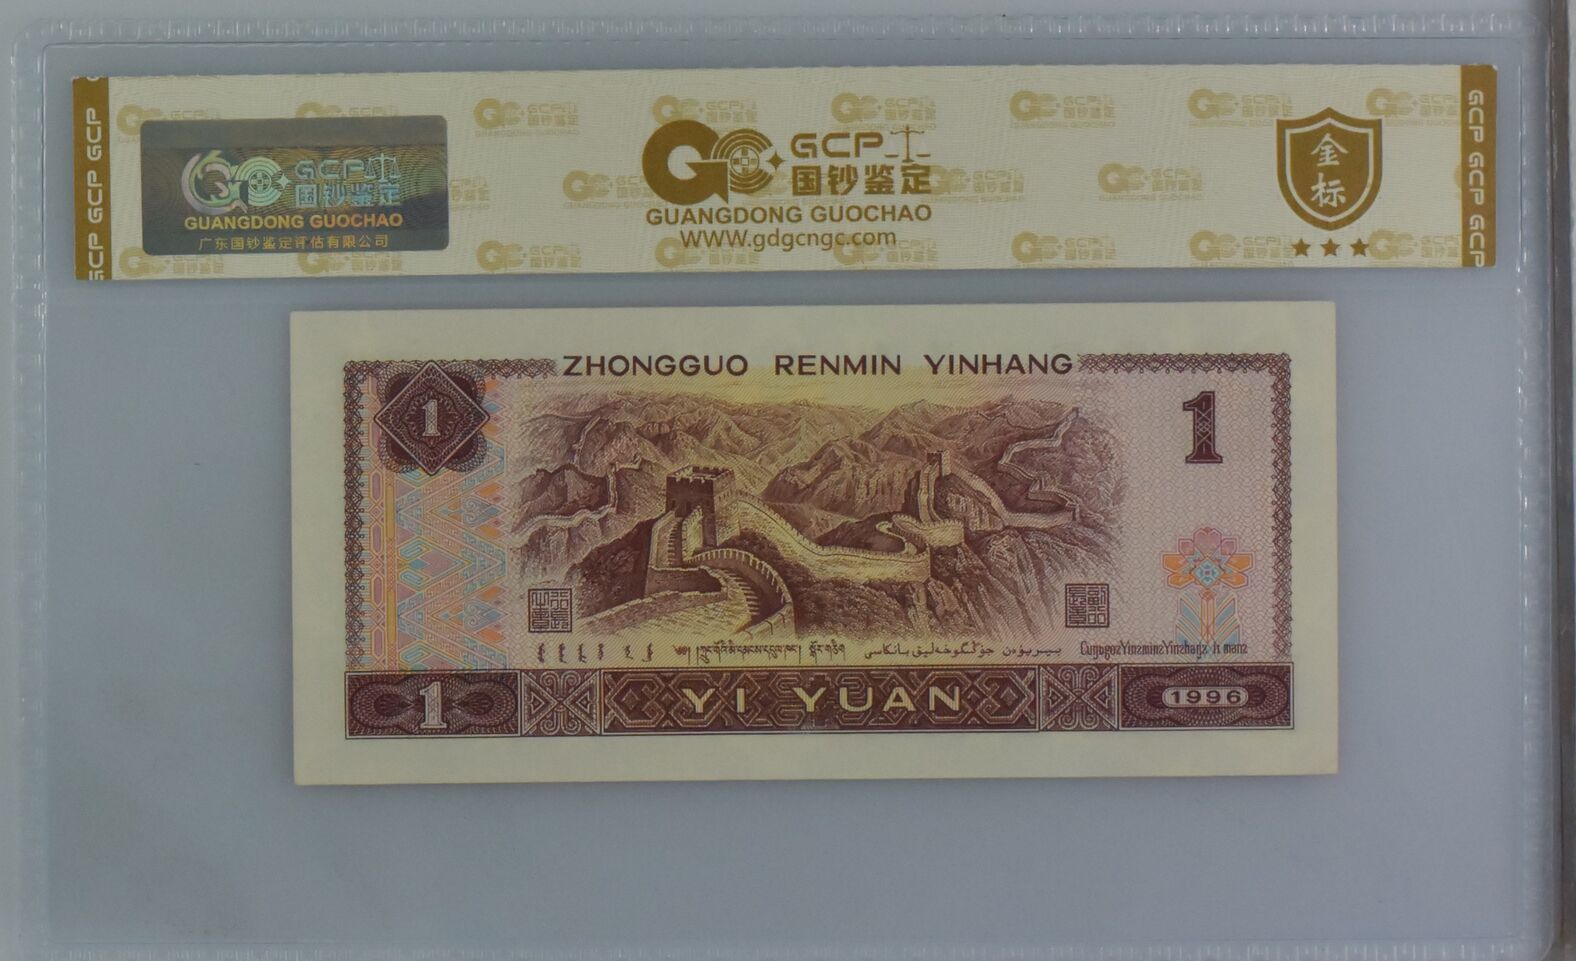 GCP GCP GCP
GCP 国钞鉴定
GUANGDONG GUOCHAO
广东国钞鉴定评估有限公司
GCP
国钞鉴定
GUANGDONG GUOCHAO
WWW.gdgcngc.com
金标
GCP GCP GCP
ZHONGGUO RENMIN YINHANG
1
1
YI YUAN
1
1996